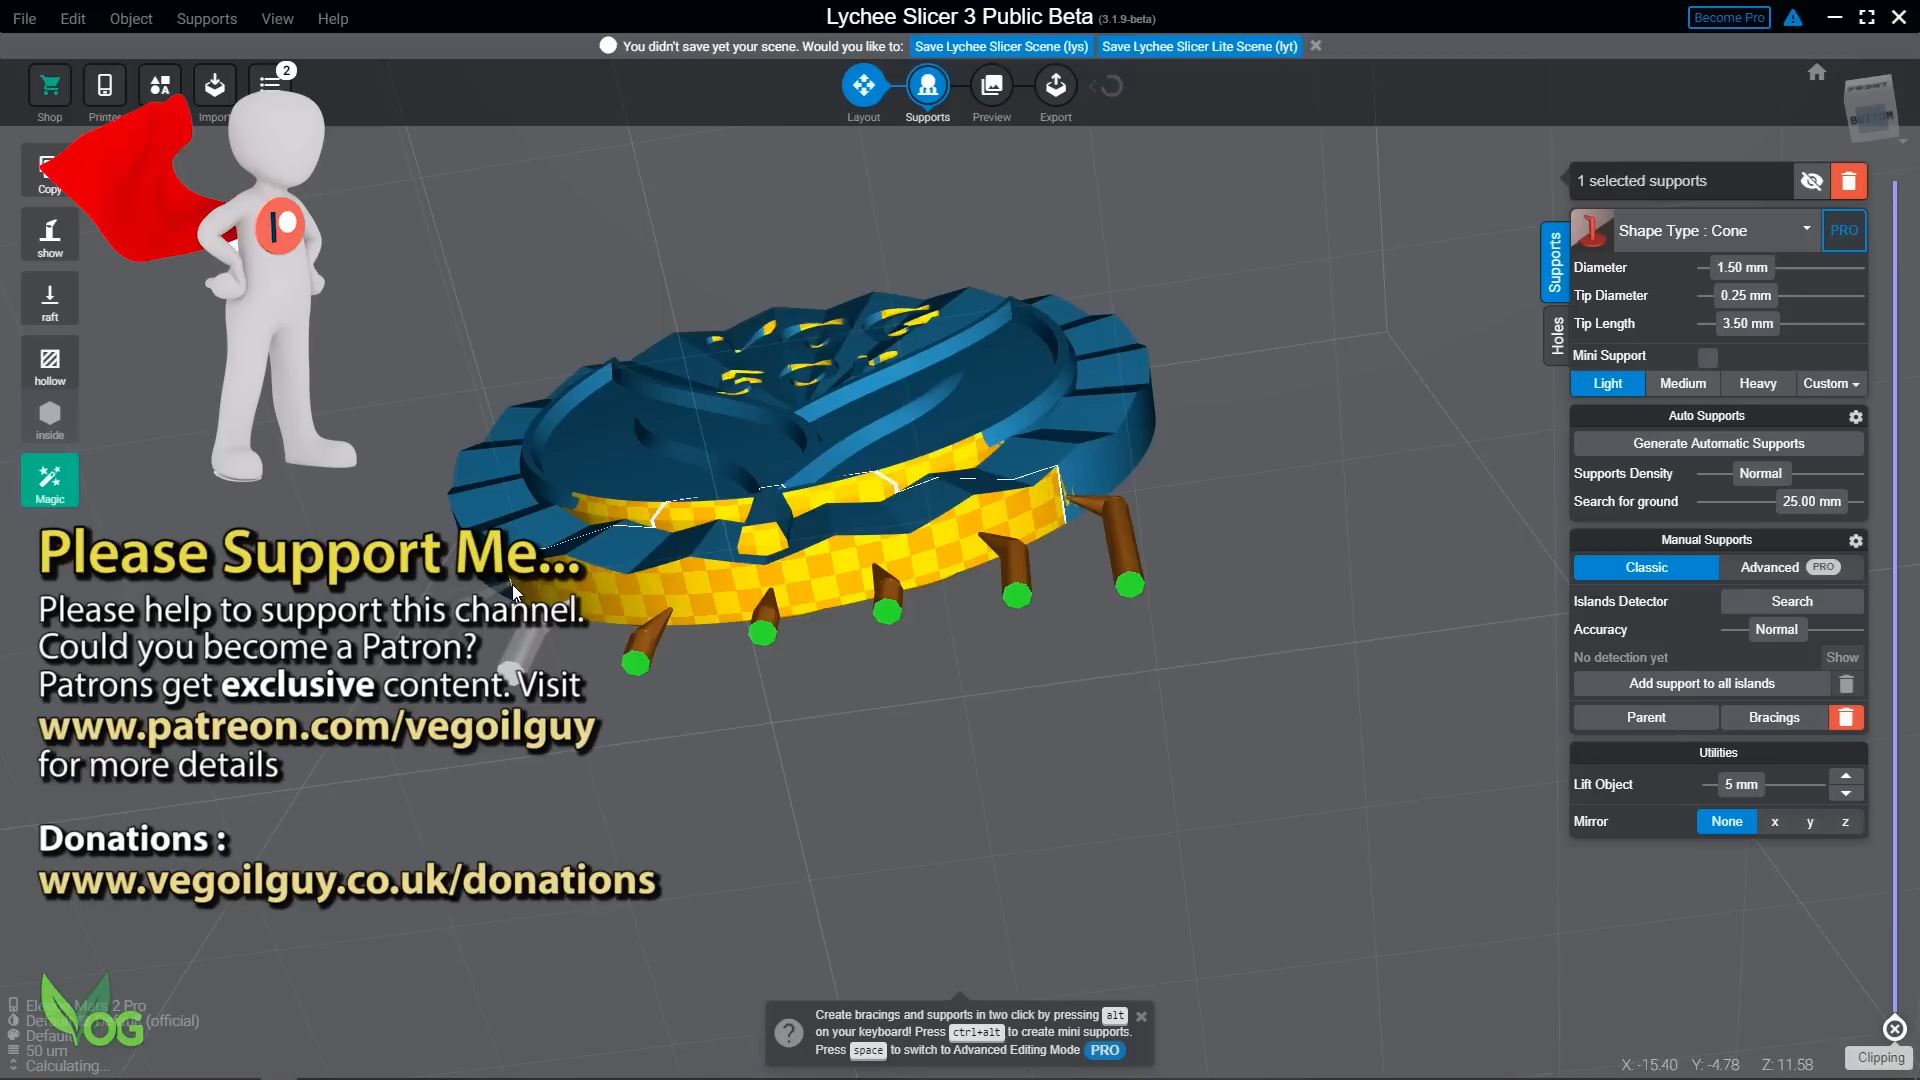 File Edit Object Supports View Help
Lychee Slicer 3 Public Beta (3.1.9-beta)
Become Pro
You didn't save yet your scene. Would you like to: Save Lychee Slicer Scene (lys) Save Lychee Slicer Lite Scene (lyt)
2
Shop
Layout Supports Preview Export
FRONT
BOTTOM
Copy
show
raft
hollow
inside
Magic
1 selected supports
Supports
Holes
Shape Type : Cone PRO
Diameter 1.50 mm
Tip Diameter 0.25 mm
Tip Length 3.50 mm
Mini Support
Light Medium Heavy Custom
Auto Supports
Generate Automatic Supports
Supports Density Normal
Search for ground 25.00 mm
Manual Supports
Classic Advanced PRO
Islands Detector Search
Accuracy Normal
No detection yet Show
Add support to all islands
Parent Bracings
Utilities
Lift Object 5 mm
Mirror None x y z
Please Support Me...
Please help to support this channel.
Could you become a Patron?
Patrons get exclusive content. Visit
www.patreon.com/vegoilguy
for more details
Donations :
www.vegoilguy.co.uk/donations
VOG
Mars 2 Pro
(official)
50 um
Calculating...
Create bracings and supports in two click by pressing alt
on your keyboard! Press ctrl+alt to create mini supports.
Press space to switch to Advanced Editing Mode PRO
X: -15.40 Y: -4.78 Z: 11.58
Clipping